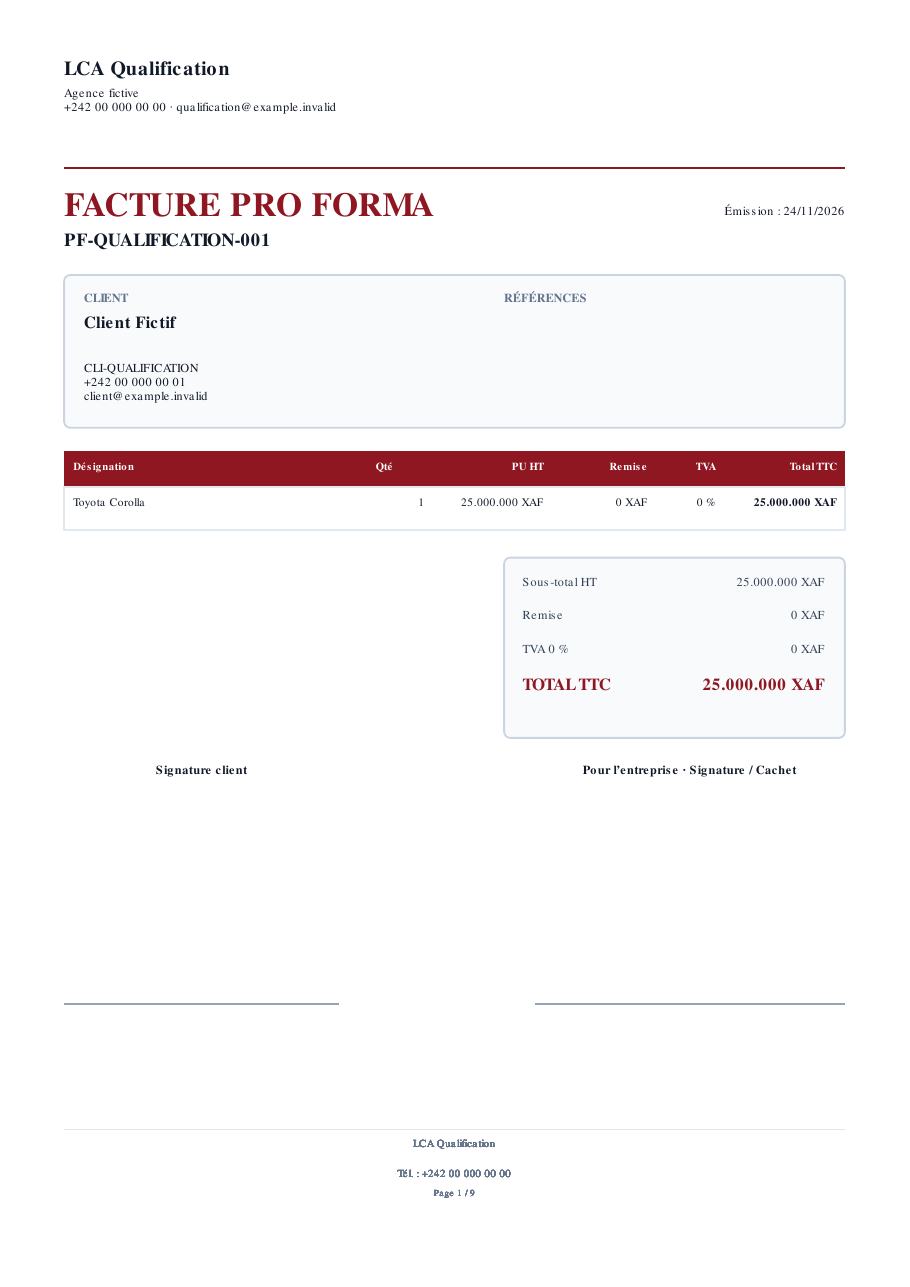 LCA Qualification
Agence fictive
+242 00 000 00 00 · qualification@example.invalid
FACTURE PRO FORMA
Émission : 24/11/2026
PF-QUALIFICATION-001
CLIENT
RÉFÉRENCES
Client Fictif
CLI-QUALIFICATION
+242 00 000 00 01
client@example.invalid
Désignation Qté PU HT Remise TVA Total TTC
Toyota Corolla 1 25.000.000 XAF 0 XAF 0 % 25.000.000 XAF
Sous-total HT 25.000.000 XAF
Remise 0 XAF
TVA 0 % 0 XAF
TOTAL TTC 25.000.000 XAF
Signature client
Pour l’entreprise · Signature / Cachet
LCA Qualification
Tél. : +242 00 000 00 00
Page 1 / 9